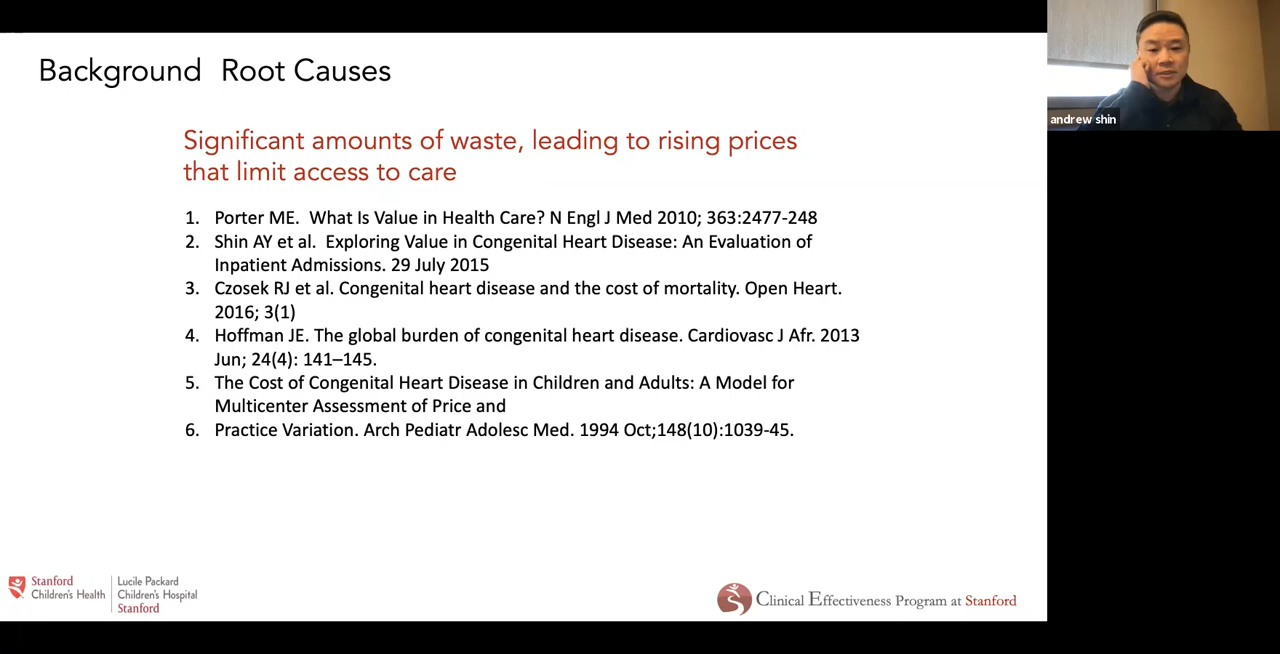 Background Root Causes
andrew shin
Significant amounts of waste, leading to rising prices
that limit access to care
1. Porter ME. What Is Value in Health Care? N Engl J Med 2010; 363:2477-248
2. Shin AY et al. Exploring Value in Congenital Heart Disease: An Evaluation of
Inpatient Admissions. 29 July 2015
3. Czosek RJ et al. Congenital heart disease and the cost of mortality. Open Heart.
2016; 3(1)
4. Hoffman JE. The global burden of congenital heart disease. Cardiovasc J Afr. 2013
Jun; 24(4): 141–145.
5. The Cost of Congenital Heart Disease in Children and Adults: A Model for
Multicenter Assessment of Price and
6. Practice Variation. Arch Pediatr Adolesc Med. 1994 Oct;148(10):1039-45.
Stanford
Children's Health
Lucile Packard
Children's Hospital
Stanford
Clinical Effectiveness Program at Stanford